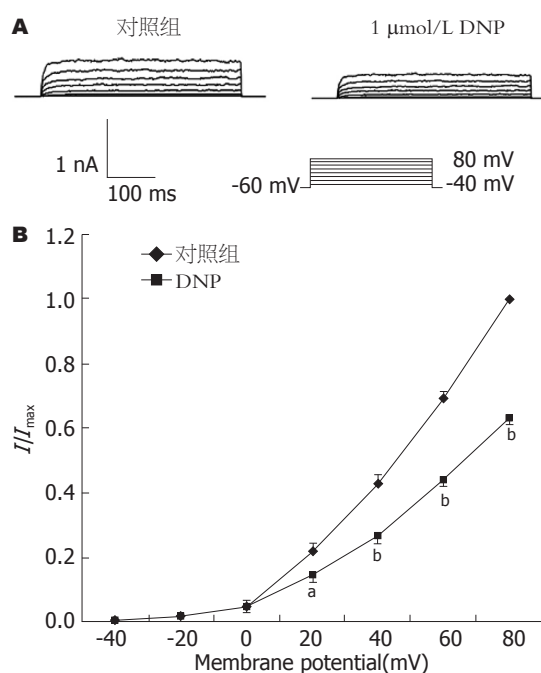 A
对照组
1 μmol/L DNP
1 nA
100 ms
-60 mV
80 mV
-40 mV
B
1.2
1.0
0.8
0.6
0.4
0.2
0.0
I/Imax
对照组
DNP
a
b
b
b
-40 -20 0 20 40 60 80
Membrane potential(mV)